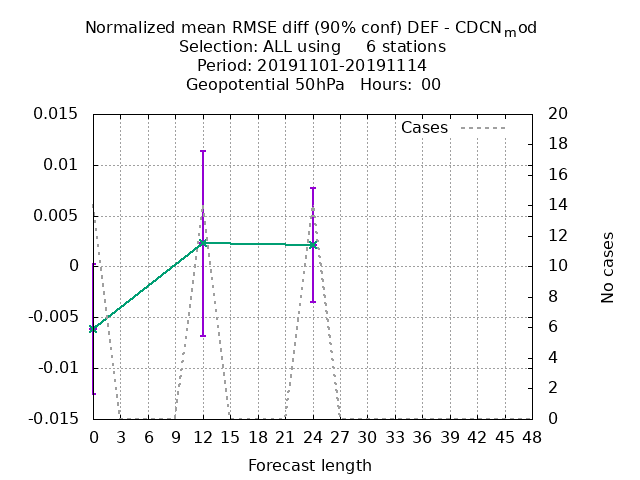 Normalized mean RMSE diff (90% conf) DEF - CDCN_mod
Selection: ALL using     6 stations
Period: 20191101-20191114
Geopotential 50hPa   Hours:  00
Cases
0.015
0.01
0.005
0
-0.005
-0.01
-0.015
20
18
16
14
12
10
8
6
4
2
0
No cases
0 3 6 9 12 15 18 21 24 27 30 33 36 39 42 45 48
Forecast length